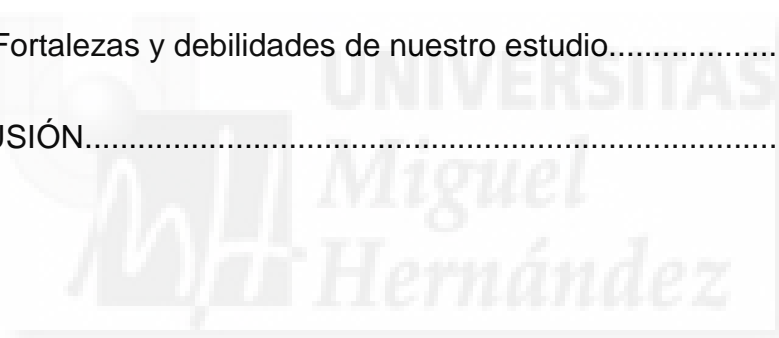 Fortalezas y debilidades de nuestro estudio...................
UNIVERSITAS
USIÓN...............................................................................
Miguel
Hernández